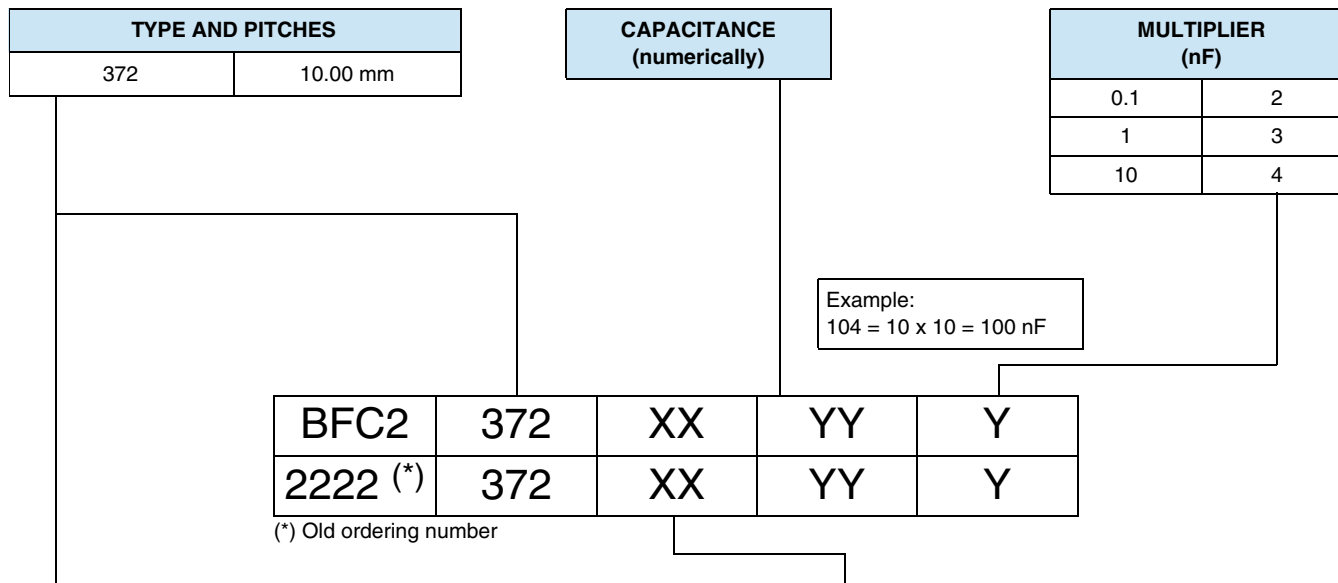 TYPE AND PITCHES
372 10.00 mm
CAPACITANCE
(numerically)
MULTIPLIER
(nF)
0.1 2
1 3
10 4
Example:
104 = 10 x 10 = 100 nF
BFC2 372 XX YY Y
2222 (*) 372 XX YY Y
(*) Old ordering number